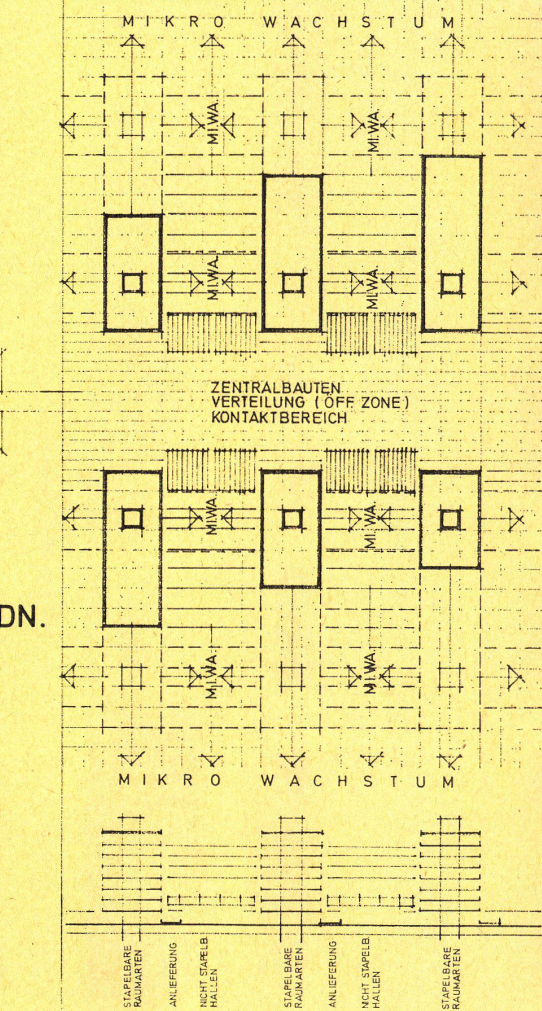 MIKRO WACHSTUM
MI.WA. MI.WA.
MI.WA. MI.WA.
ZENTRALBAUTEN
VERTEILUNG ( ÖFF ZONE )
KONTAKTBEREICH
MI.WA. MI.WA.
DN.
MI.WA. MI.WA.
MIKRO WACHSTUM
STAPELBARE
RAUMARTEN
ANLIEFERUNG
NICHT STAPELB.
HALLEN
STAPELBARE
RAUMARTEN
ANLIEFERUNG
NICHT STAPELB.
HALLEN
STAPELBARE
RAUMARTEN